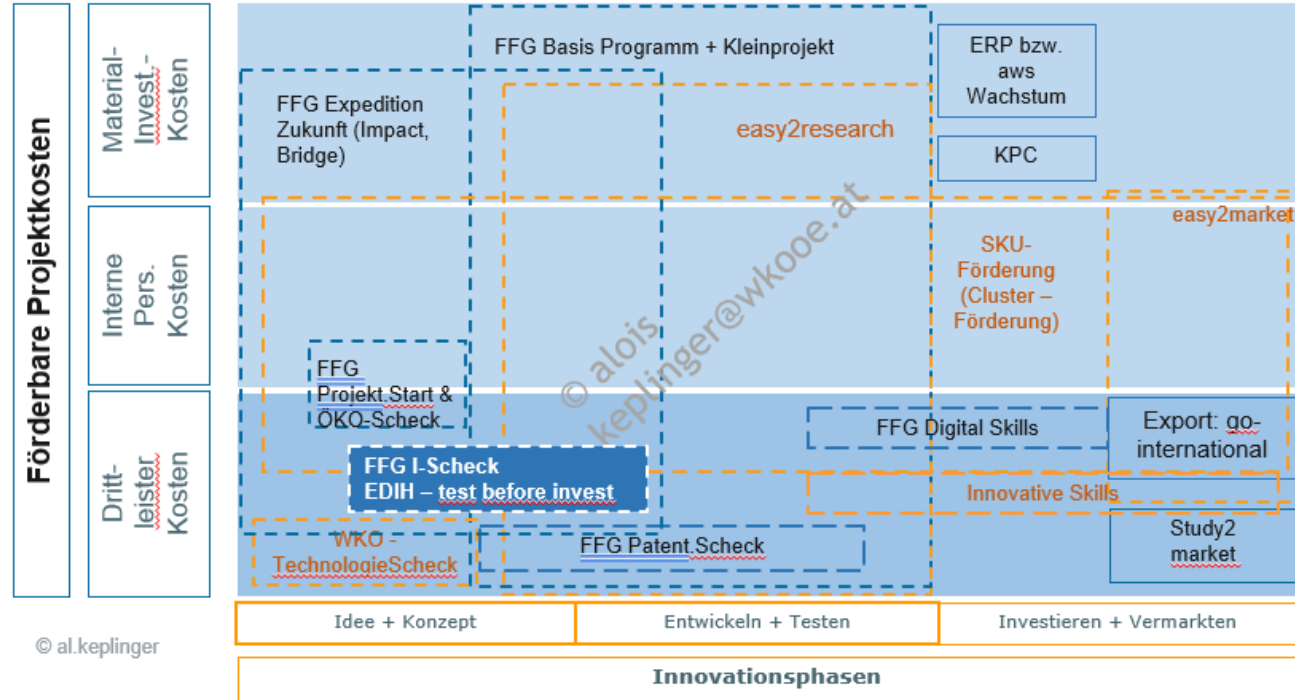 Förderbare Projektkosten
Material-
Invest.-
Kosten
Interne
Pers.
Kosten
Dritt-
leister
Kosten
FFG Basis Programm + Kleinprojekt
FFG Expedition
Zukunft (Impact,
Bridge)
easy2research
ERP bzw.
aws
Wachstum
KPC
easy2market
SKU-
Förderung
(Cluster –
Förderung)
FFG
Projekt.Start &
ÖKO-Scheck
FFG I-Scheck
EDIH – test before invest
FFG Digital Skills
Export: go-
international
Innovative Skills
WKO -
TechnologieScheck
FFG Patent.Scheck
Study2
market
© alois
keplinger@wkooe.at
Idee + Konzept
Entwickeln + Testen
Investieren + Vermarkten
© al.keplinger
Innovationsphasen